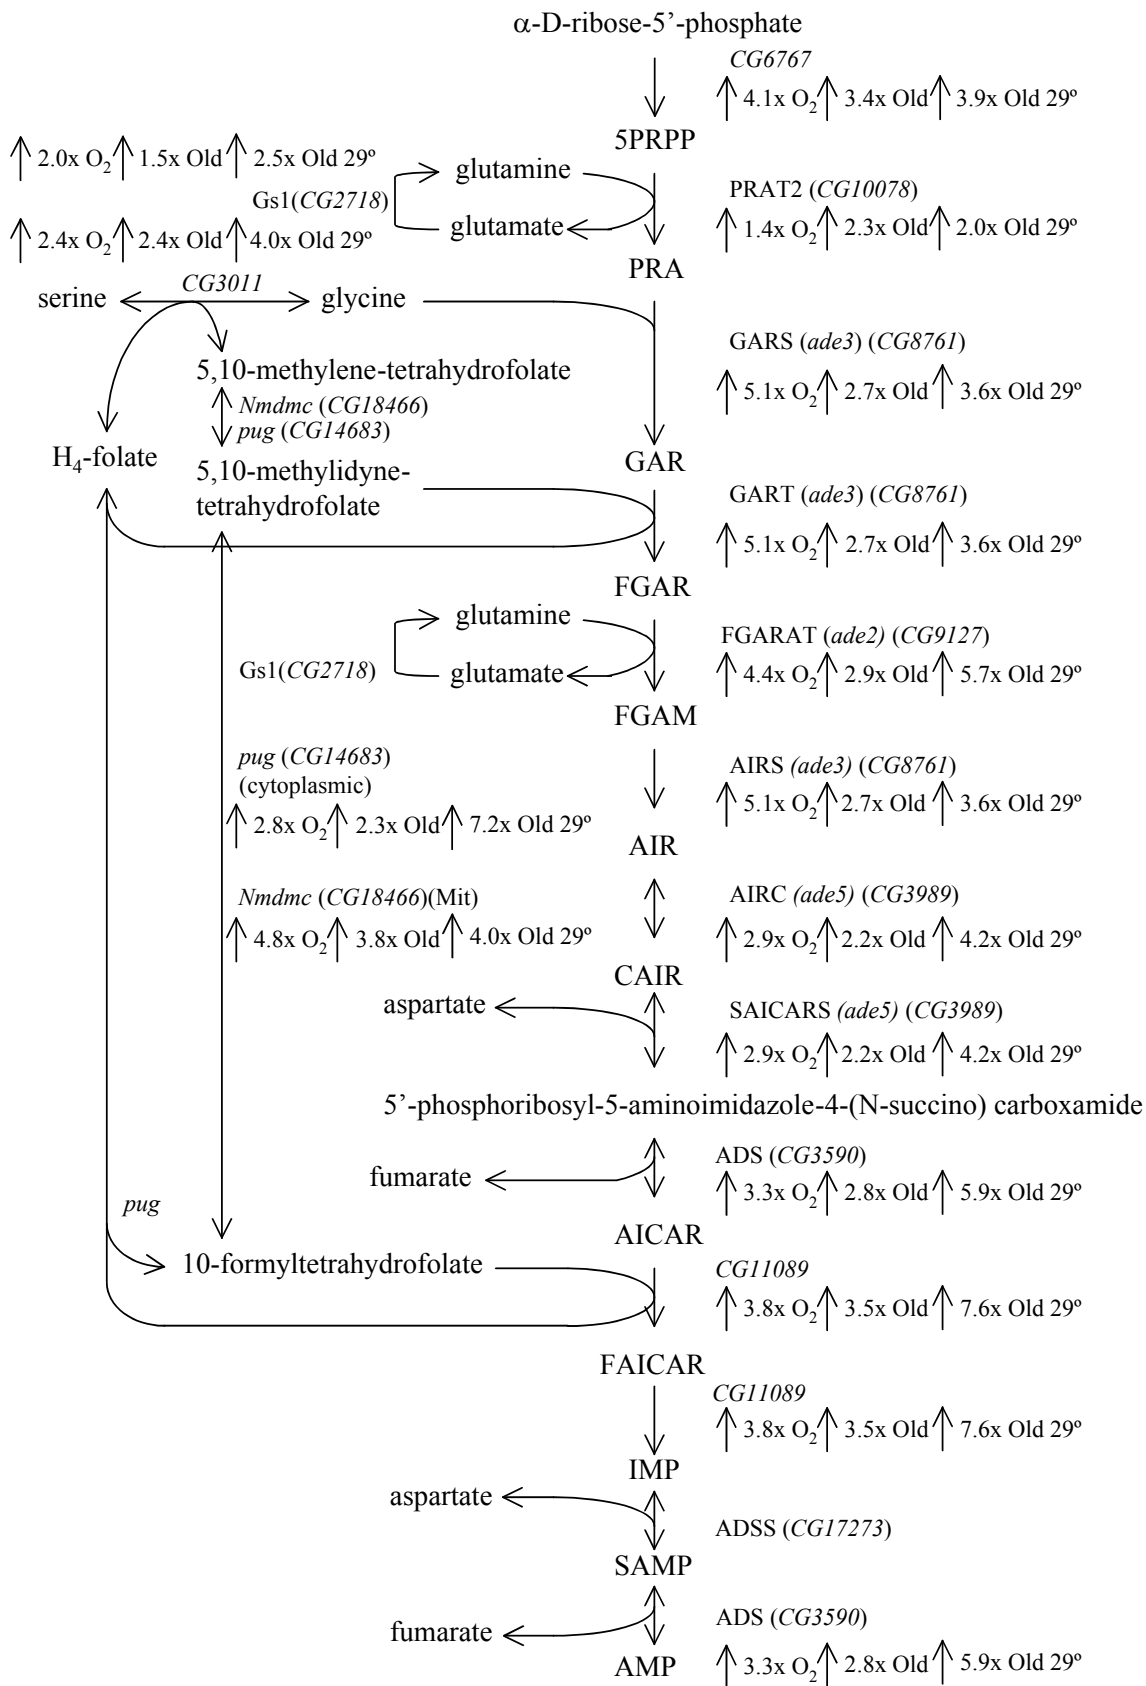 α-D-ribose-5’-phosphate
CG6767
4.1x O2 3.4x Old 3.9x Old 29º
5PRPP
2.0x O2 1.5x Old 2.5x Old 29º
glutamine
Gs1(CG2718)
PRAT2 (CG10078)
glutamate
1.4x O2 2.3x Old 2.0x Old 29º
2.4x O2 2.4x Old 4.0x Old 29º
PRA
CG3011
serine
glycine
GARS (ade3) (CG8761)
5,10-methylene-tetrahydrofolate
5.1x O2 2.7x Old 3.6x Old 29º
Nmdmc (CG18466)
pug (CG14683)
H4-folate
GAR
5,10-methylidyne-
tetrahydrofolate
GART (ade3) (CG8761)
5.1x O2 2.7x Old 3.6x Old 29º
FGAR
glutamine
FGARAT (ade2) (CG9127)
Gs1(CG2718)
glutamate
4.4x O2 2.9x Old 5.7x Old 29º
FGAM
pug (CG14683)
(cytoplasmic)
2.8x O2 2.3x Old 7.2x Old 29º
AIRS (ade3) (CG8761)
5.1x O2 2.7x Old 3.6x Old 29º
AIR
Nmdmc (CG18466)(Mit)
4.8x O2 3.8x Old 4.0x Old 29º
AIRC (ade5) (CG3989)
2.9x O2 2.2x Old 4.2x Old 29º
CAIR
aspartate
SAICARS (ade5) (CG3989)
2.9x O2 2.2x Old 4.2x Old 29º
5’-phosphoribosyl-5-aminoimidazole-4-(N-succino) carboxamide
ADS (CG3590)
fumarate
3.3x O2 2.8x Old 5.9x Old 29º
pug
AICAR
10-formyltetrahydrofolate
CG11089
3.8x O2 3.5x Old 7.6x Old 29º
FAICAR
CG11089
3.8x O2 3.5x Old 7.6x Old 29º
IMP
aspartate
ADSS (CG17273)
SAMP
ADS (CG3590)
fumarate
AMP
3.3x O2 2.8x Old 5.9x Old 29º